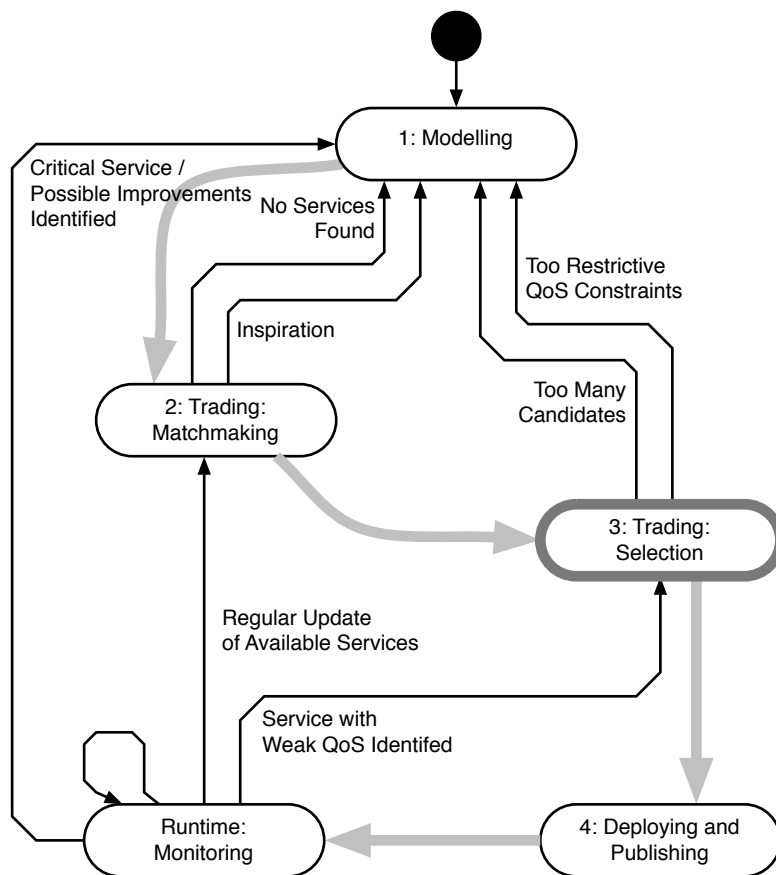 1: Modelling
Critical Service /
Possible Improvements
Identified
No Services
Found
Too Restrictive
QoS Constraints
Inspiration
Too Many
Candidates
2: Trading:
Matchmaking
3: Trading:
Selection
Regular Update
of Available Services
Service with
Weak QoS Identifed
Runtime:
Monitoring
4: Deploying and
Publishing